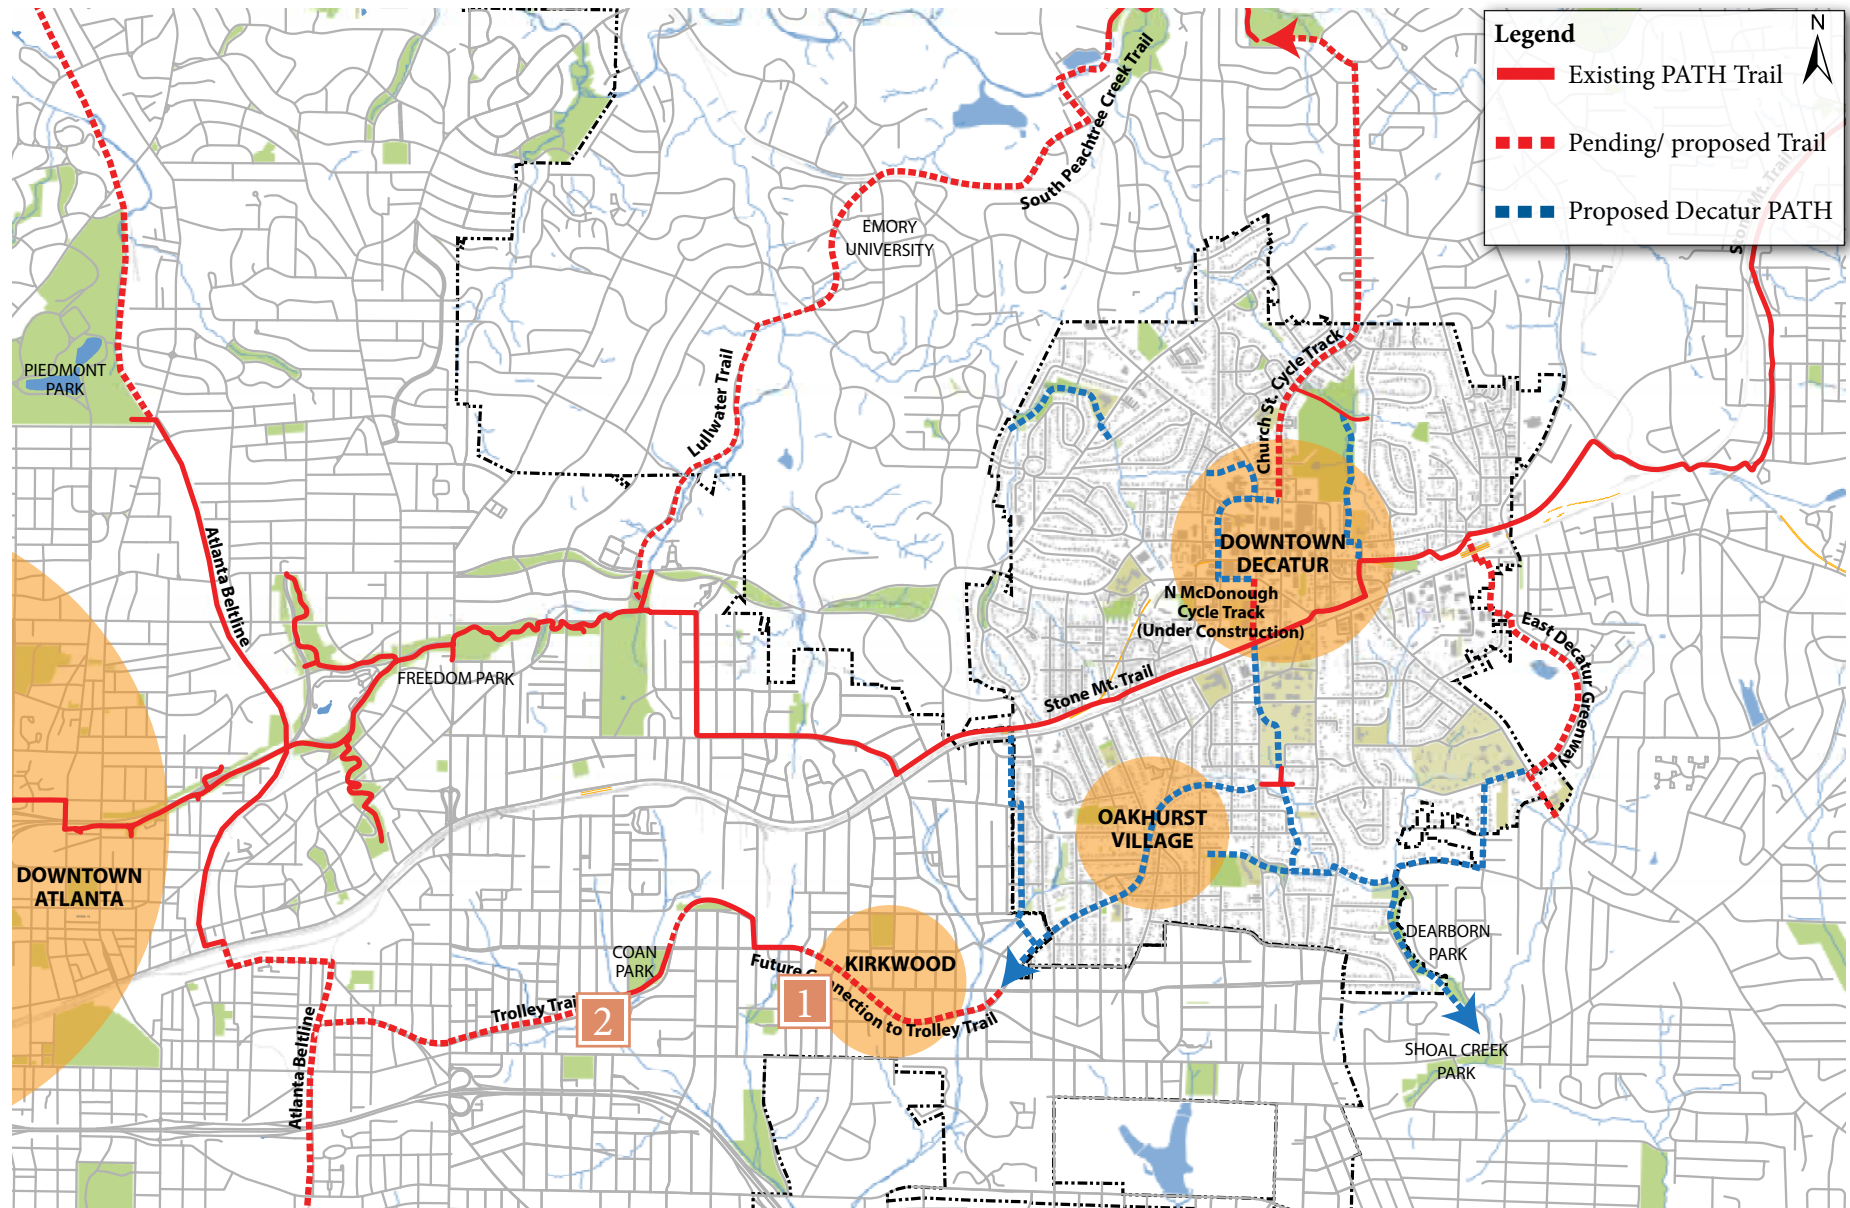 Legend
N
Existing PATH Trail
Pending/ proposed Trail
Proposed Decatur PATH
Mt. Trail
South Peachtree Creek Trail
EMORY
UNIVERSITY
PIEDMONT
PARK
Lullwater Trail
Church St. Cycle Track
Atlanta Beltline
DOWNTOWN
DECATUR
N McDonough
Cycle Track
(Under Construction)
East Decatur Greenway
FREEDOM PARK
Stone Mt. Trail
OAKHURST
VILLAGE
DOWNTOWN
ATLANTA
COAN
PARK
KIRKWOOD
DEARBORN
PARK
Future Connection to Trolley Trail
1
Trolley Trai
2
Atlanta Beltline
SHOAL CREEK
PARK